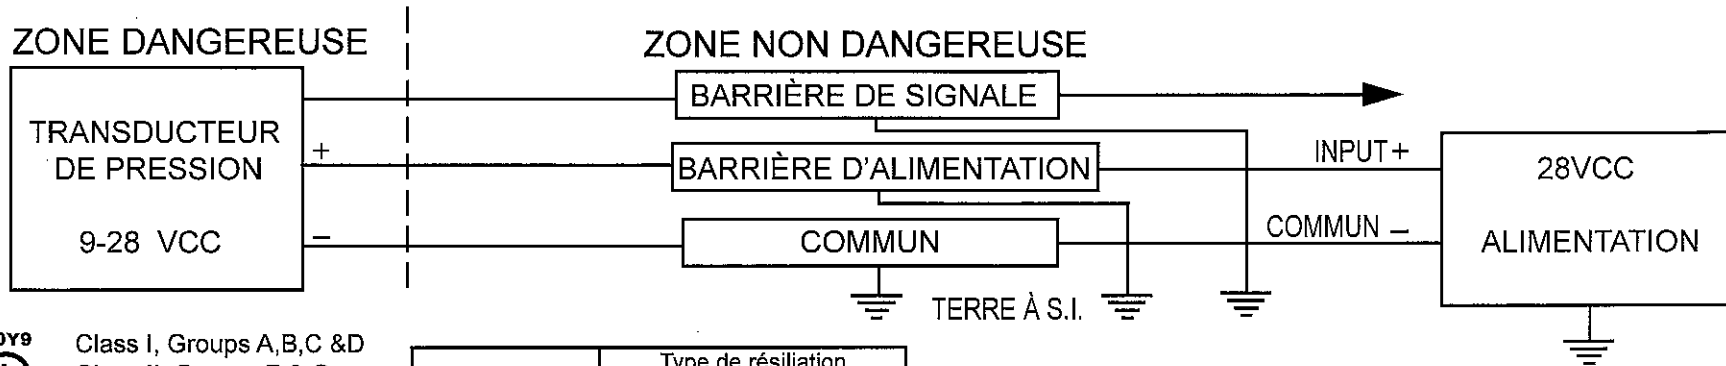 ZONE DANGEREUSE
ZONE NON DANGEREUSE
BARRIÈRE DE SIGNALE
TRANSDUCTEUR
DE PRESSION
+
BARRIÈRE D'ALIMENTATION
INPUT+
28VCC
9-28 VCC
–
COMMUN
COMMUN –
ALIMENTATION
TERRE À S.I.
Class I, Groups A,B,C &D
Type de résiliation